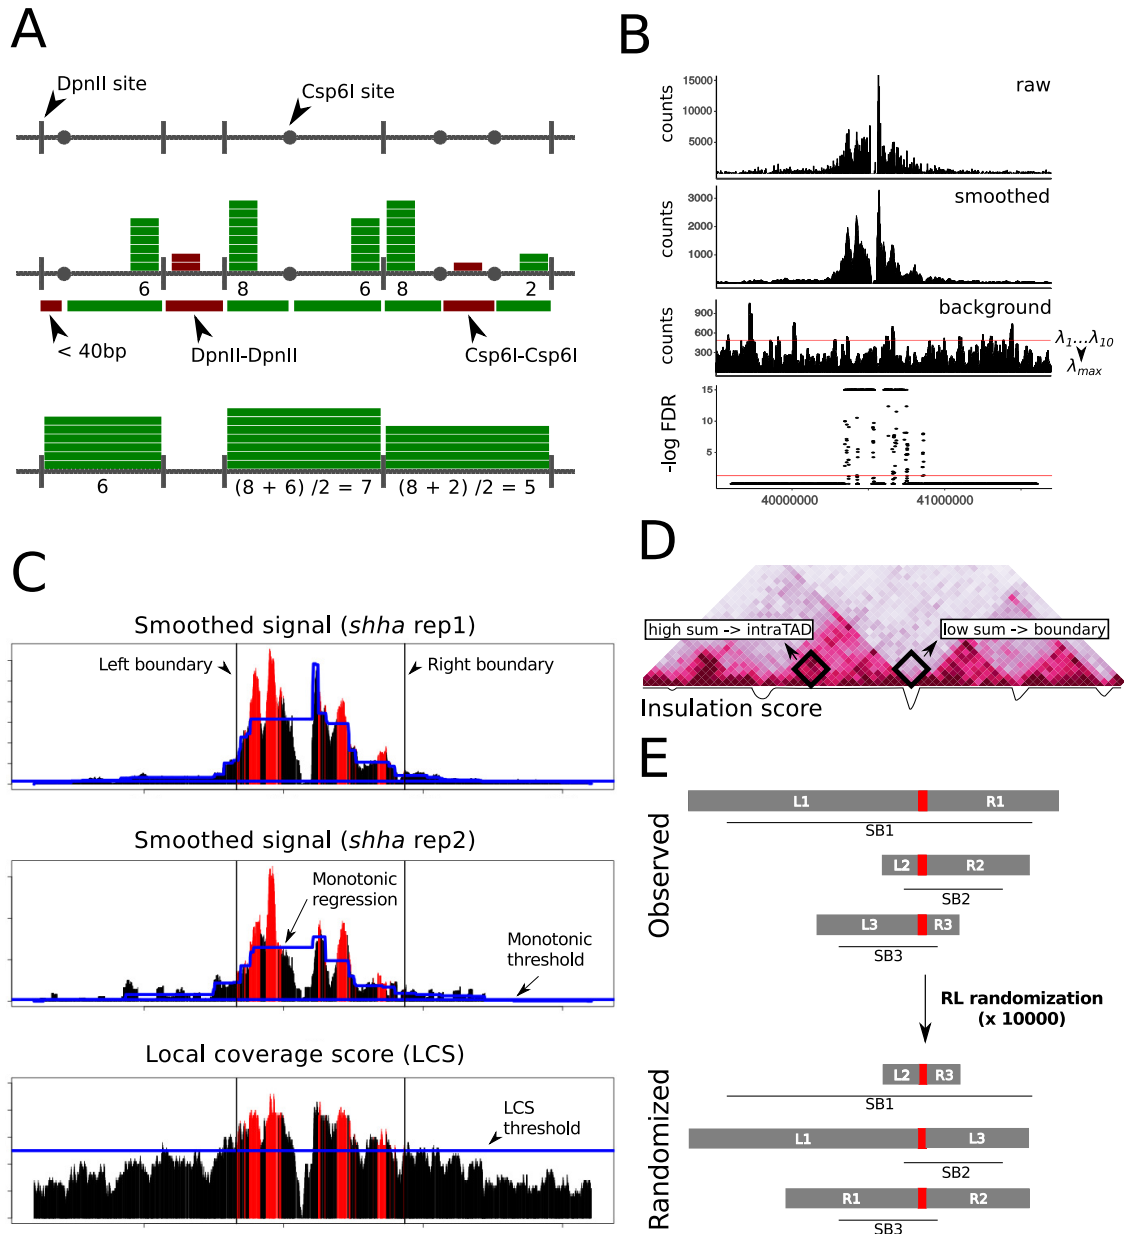 A
DpnII site
Csp6I site
6
8
6
8
2
< 40bp
DpnII-DpnII
Csp6I-Csp6I
6
(8 + 6) /2 = 7
(8 + 2) /2 = 5
B
raw
counts
15000
10000
5000
0
smoothed
counts
3000
2000
1000
0
background
counts
900
600
300
λ1...λ10
λmax
-log FDR
15
10
5
40000000
41000000
C
Smoothed signal (shha rep1)
Left boundary
Right boundary
Smoothed signal (shha rep2)
Monotonic
regression
Monotonic
threshold
Local coverage score (LCS)
LCS
threshold
D
high sum -> intraTAD
low sum -> boundary
Insulation score
E
Observed
L1
R1
SB1
L2
R2
SB2
L3
R3
SB3
RL randomization
(x 10000)
Randomized
L2
R3
SB1
L1
L3
SB2
R1
R2
SB3